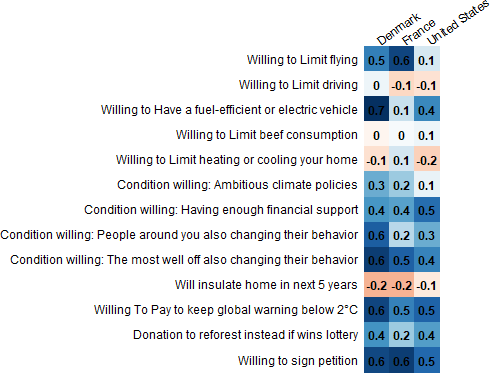 Denmark France United States
Willing to Limit flying 0.5 0.6 0.1
Willing to Limit driving 0 -0.1 -0.1
Willing to Have a fuel-efficient or electric vehicle 0.7 0.1 0.4
Willing to Limit beef consumption 0 0 0.1
Willing to Limit heating or cooling your home -0.1 0.1 -0.2
Condition willing: Ambitious climate policies 0.3 0.2 0.1
Condition willing: Having enough financial support 0.4 0.4 0.5
Condition willing: People around you also changing their behavior 0.6 0.2 0.3
Condition willing: The most well off also changing their behavior 0.6 0.5 0.4
Will insulate home in next 5 years -0.2 -0.2 -0.1
Willing To Pay to keep global warning below 2°C 0.6 0.5 0.5
Donation to reforest instead if wins lottery 0.4 0.2 0.4
Willing to sign petition 0.6 0.6 0.5